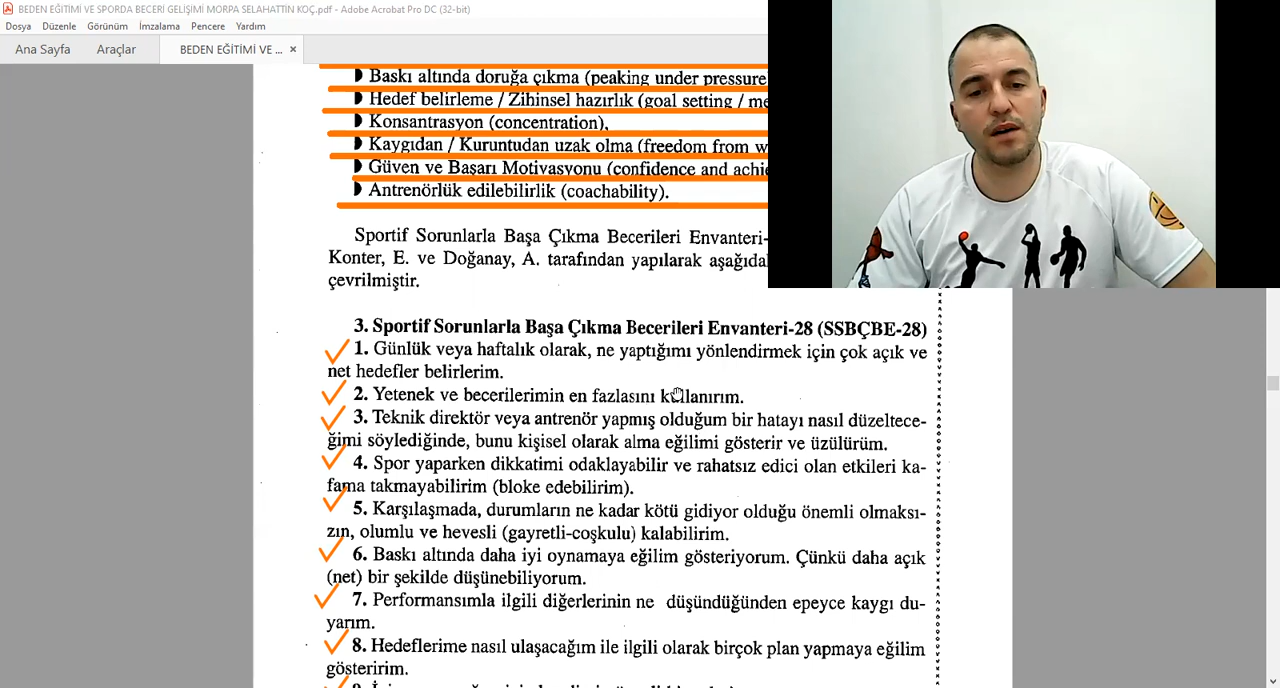 BEDEN EĞİTİMİ VE SPORDA BECERİ GELİŞİMİ MORPA SELAHATTİN KOÇ.pdf - Adobe Acrobat Pro DC (32-bit)
Dosya Düzenle Görünüm İmzalama Pencere Yardım
Ana Sayfa Araçlar BEDEN EĞİTİMİ VE ... ×
Baskı altında doruğa çıkma (peaking under pressure
Hedef belirleme / Zihinsel hazırlık (goal setting / me
Konsantrasyon (concentration),
Kaygıdan / Kuruntudan uzak olma (freedom from w
Güven ve Başarı Motivasyonu (confidence and achie
Antrenörlük edilebilirlik (coachability).
Sportif Sorunlarla Başa Çıkma Becerileri Envanteri-
Konter, E. ve Doğanay, A. tarafından yapılarak aşağıdal
çevrilmiştir.
3. Sportif Sorunlarla Başa Çıkma Becerileri Envanteri-28 (SSBÇBE-28)
1. Günlük veya haftalık olarak, ne yaptığımı yönlendirmek için çok açık ve
net hedefler belirlerim.
2. Yetenek ve becerilerimin en fazlasını kullanırım.
3. Teknik direktör veya antrenör yapmış olduğum bir hatayı nasıl düzeltece-
ğimi söylediğinde, bunu kişisel olarak alma eğilimi gösterir ve üzülürüm.
4. Spor yaparken dikkatimi odaklayabilir ve rahatsız edici olan etkileri ka-
fama takmayabilirim (bloke edebilirim).
5. Karşılaşmada, durumların ne kadar kötü gidiyor olduğu önemli olmaksı-
zın, olumlu ve hevesli (gayretli-coşkulu) kalabilirim.
6. Baskı altında daha iyi oynamaya eğilim gösteriyorum. Çünkü daha açık
(net) bir şekilde düşünebiliyorum.
7. Performansımla ilgili diğerlerinin ne düşündüğünden epeyce kaygı du-
yarım.
8. Hedeflerime nasıl ulaşacağım ile ilgili olarak birçok plan yapmaya eğilim
gösteririm.